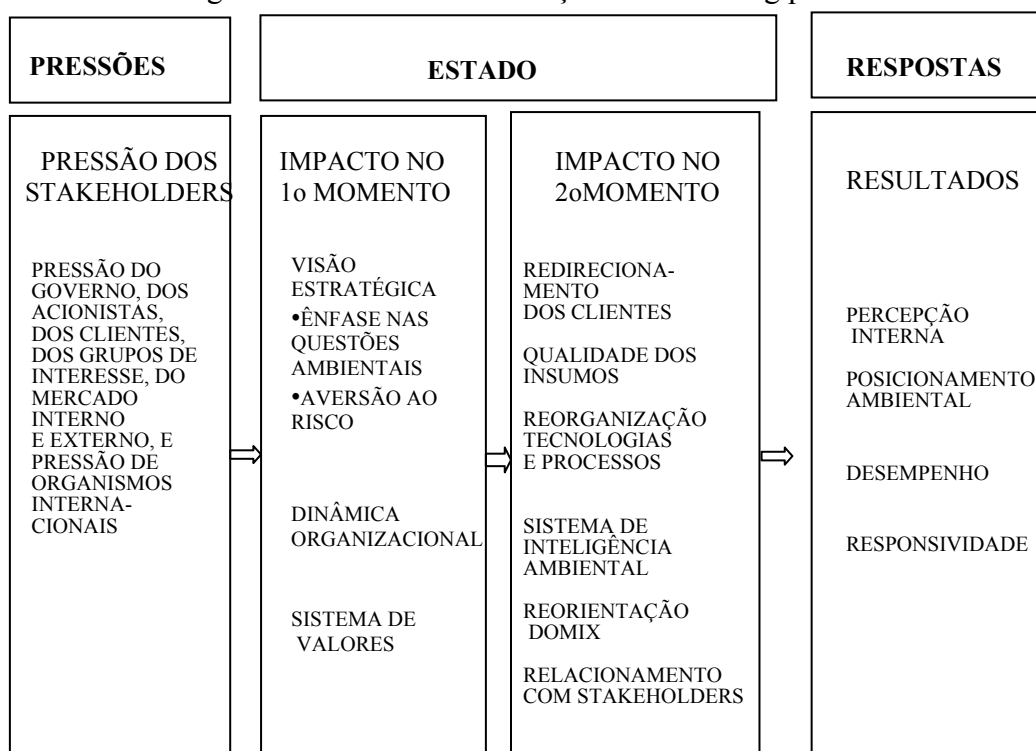 PRESSÕES
ESTADO
RESPOSTAS
PRESSÃO DOS
STAKEHOLDERS
PRESSÃO DO
GOVERNO, DOS
ACIONISTAS,
DOS CLIENTES,
DOS GRUPOS DE
INTERESSE, DO
MERCADO
INTERNO
E EXTERNO, E
PRESSÃO DE
ORGANISMOS
INTERNA-
CIONAIS
IMPACTO NO
1o MOMENTO
VISÃO
ESTRATÉGICA
•ÊNFASE NAS
QUESTÕES
AMBIENTAIS
•AVERSÃO AO
RISCO
DINÂMICA
ORGANIZACIONAL
SISTEMA DE
VALORES
IMPACTO NO
2oMOMENTO
REDIRECIONA-
MENTO
DOS CLIENTES
QUALIDADE DOS
INSUMOS
REORGANIZAÇÃO
TECNOLOGIAS
E PROCESSOS
SISTEMA DE
INTELIGÊNCIA
AMBIENTAL
REORIENTAÇÃO
DOMIX
RELACIONAMENTO
COM STAKEHOLDERS
RESULTADOS
PERCEPÇÃO
INTERNA
POSICIONAMENTO
AMBIENTAL
DESEMPENHO
RESPONSIVIDADE